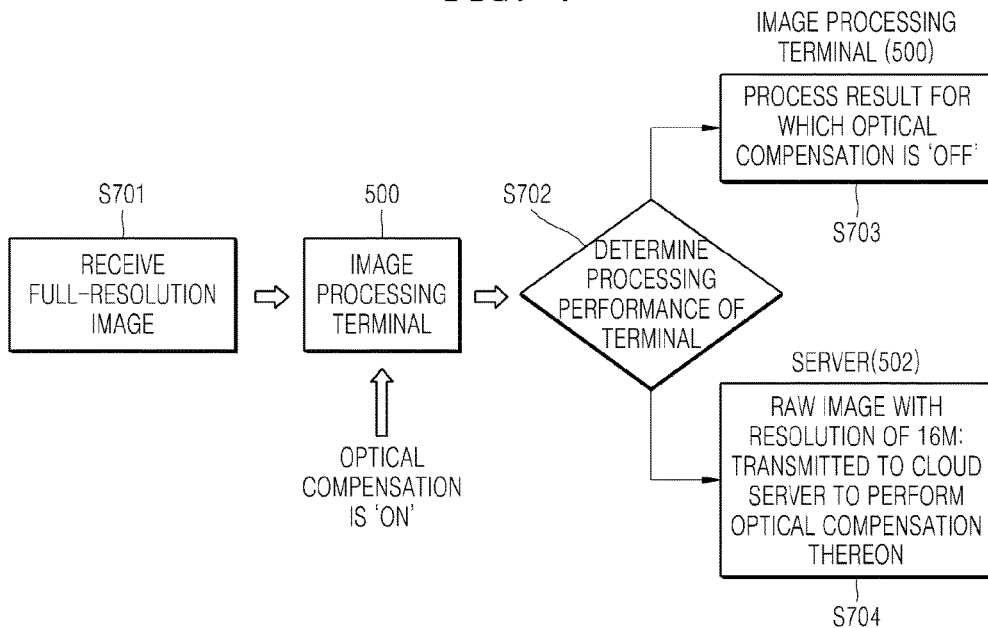 IMAGE PROCESSING
TERMINAL (500)
PROCESS RESULT FOR
WHICH OPTICAL
COMPENSATION IS 'OFF'
S703
S701
RECEIVE
FULL-RESOLUTION
IMAGE
500
IMAGE
PROCESSING
TERMINAL
OPTICAL
COMPENSATION
IS 'ON'
S702
DETERMINE
PROCESSING
PERFORMANCE OF
TERMINAL
SERVER(502)
RAW IMAGE WITH
RESOLUTION OF 16M:
TRANSMITTED TO CLOUD
SERVER TO PERFORM
OPTICAL COMPENSATION
THEREON
S704